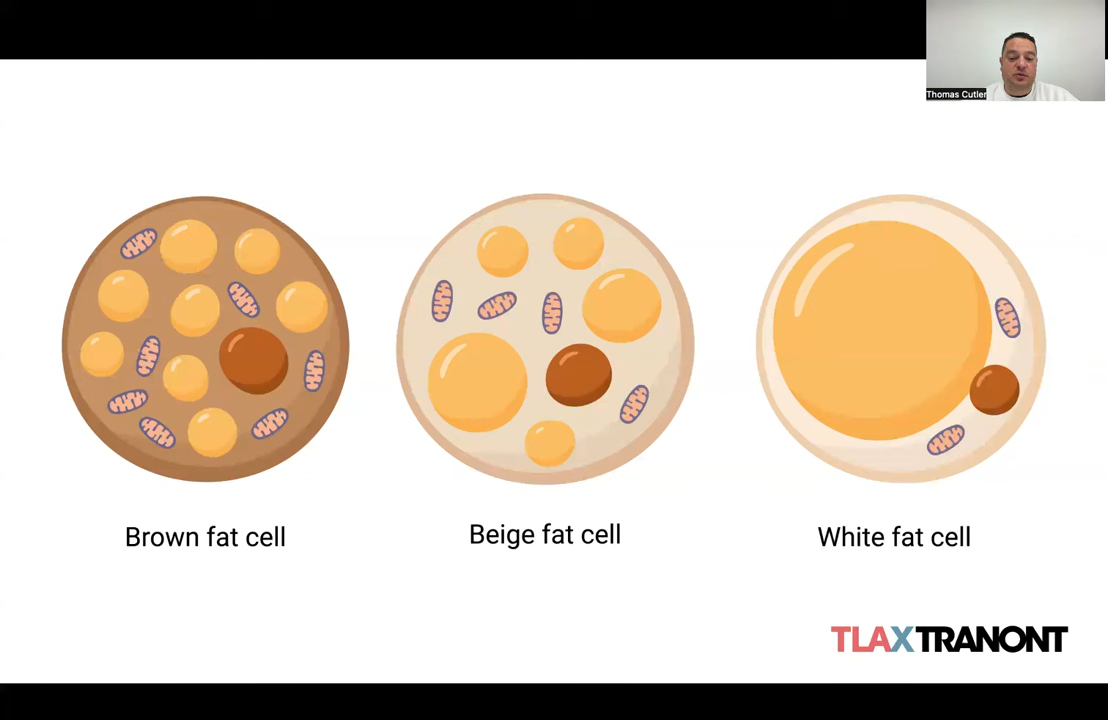 Thomas Cutler
Brown fat cell
Beige fat cell
White fat cell
TLAXTRANONT